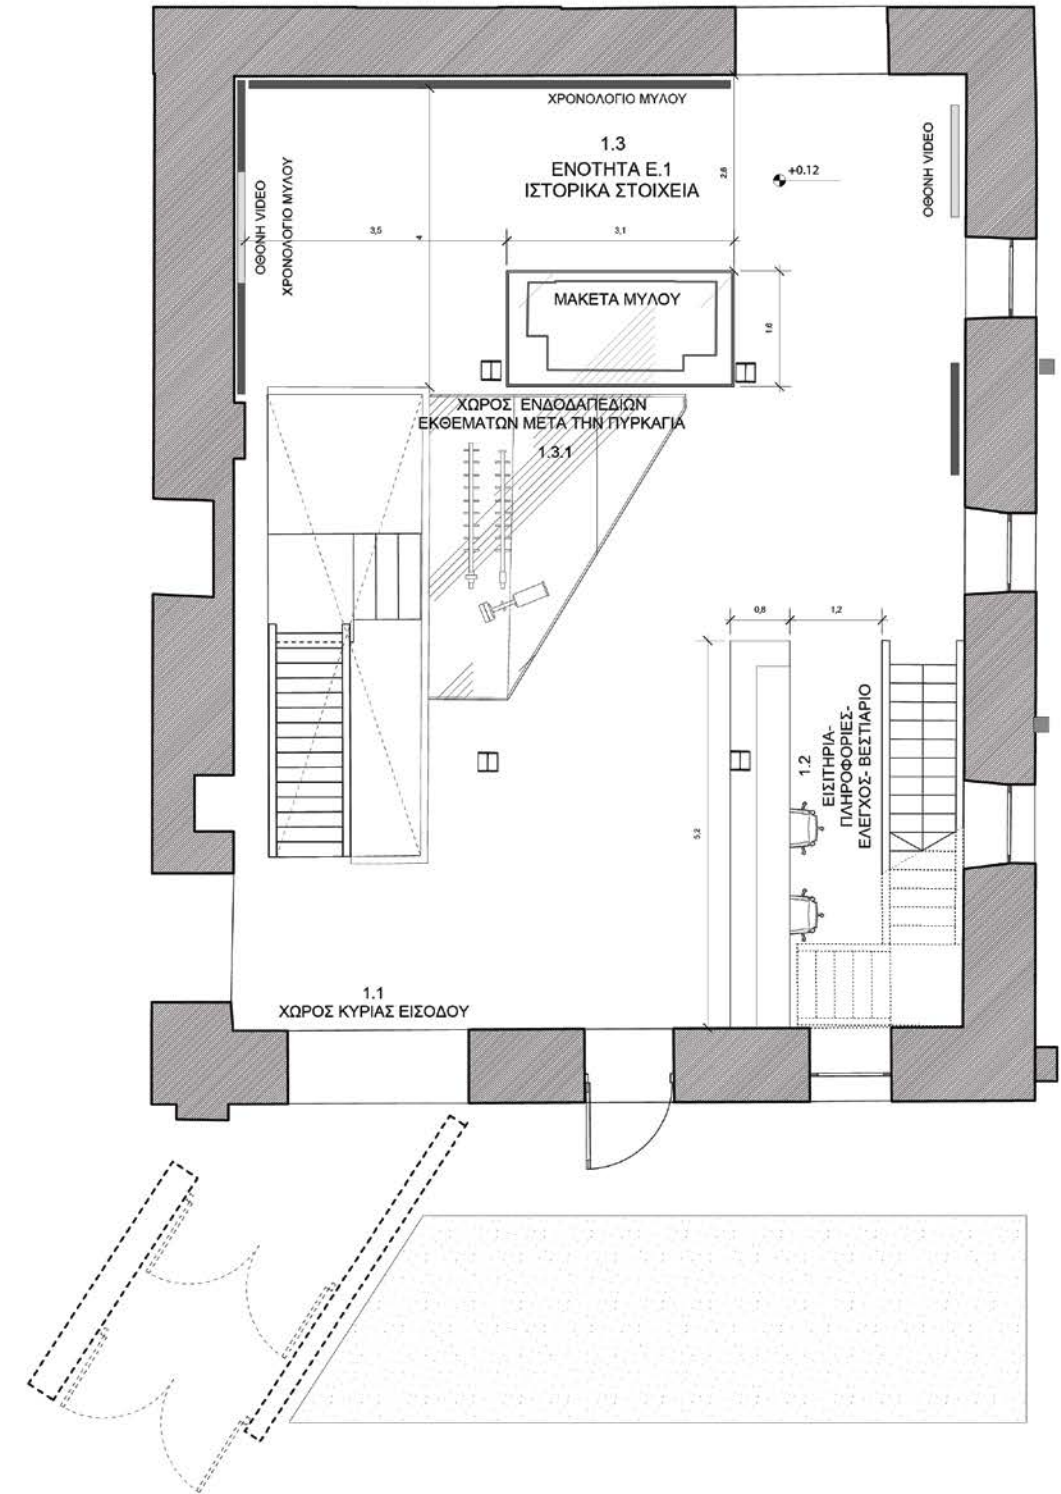 ΧΡΟΝΟΛΟΓΙΟ ΜΥΛΟΥ
1.3
ΕΝΟΤΗΤΑ Ε.1
ΙΣΤΟΡΙΚΑ ΣΤΟΙΧΕΙΑ
2,6
+0.12
ΟΘΟΝΗ VIDEO
ΟΘΟΝΗ VIDEO
ΧΡΟΝΟΛΟΓΙΟ ΜΥΛΟΥ
3,5
4
3,1
ΜΑΚΕΤΑ ΜΥΛΟΥ
1,6
ΧΩΡΟΣ ΕΝΔΟΔΑΠΕΔΙΩΝ
ΕΚΘΕΜΑΤΩΝ ΜΕΤΑ ΤΗΝ ΠΥΡΚΑΓΙΑ
1.3.1
0,8
1,2
5,2
1.2
ΕΙΣΙΤΗΡΙΑ-
ΠΛΗΡΟΦΟΡΙΕΣ-
ΕΛΕΓΧΟΣ- ΒΕΣΤΙΑΡΙΟ
1.1
ΧΩΡΟΣ ΚΥΡΙΑΣ ΕΙΣΟΔΟΥ